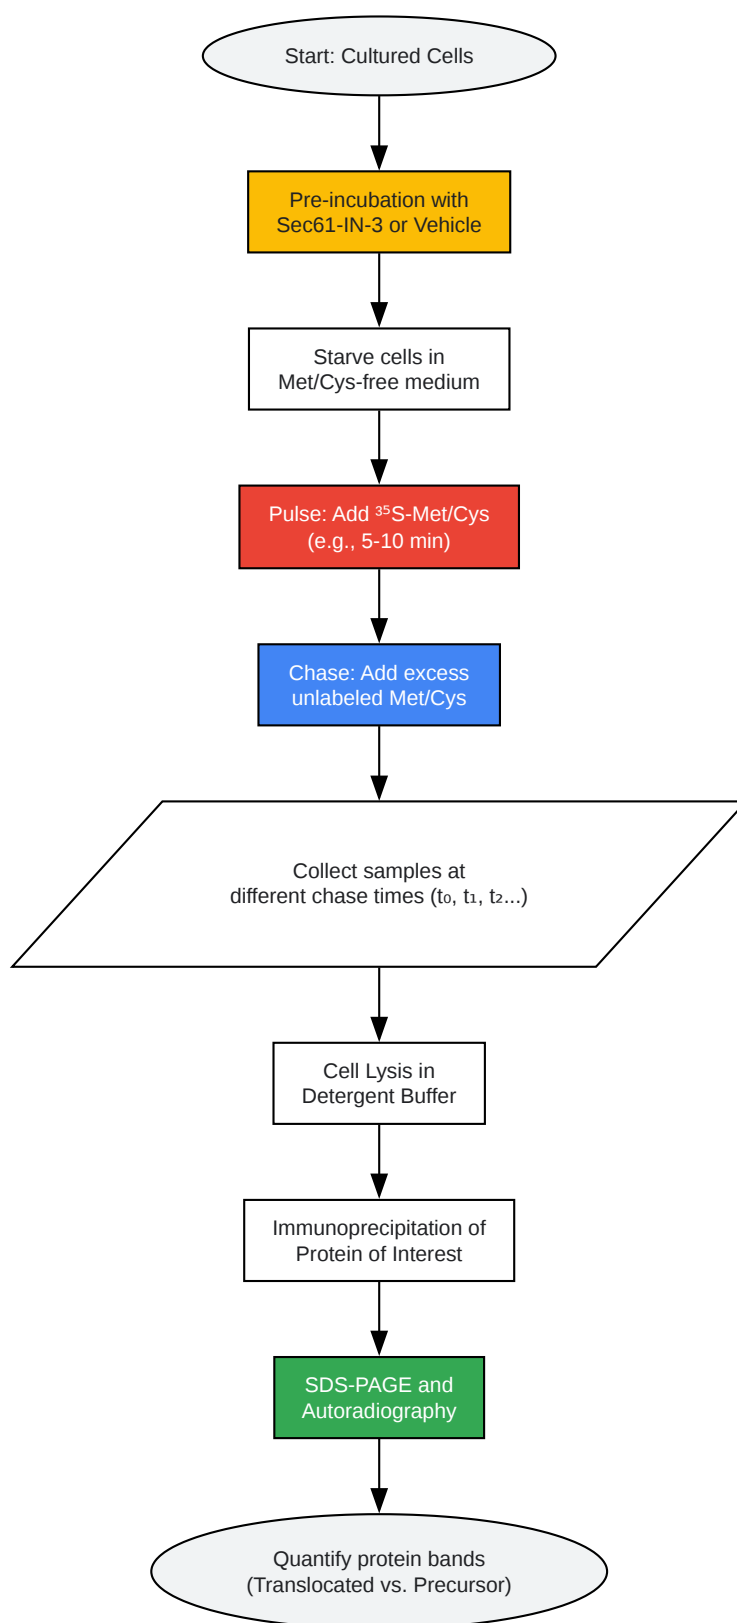 Start: Cultured Cells
Pre-incubation with
Sec61-IN-3 or Vehicle
Starve cells in
Met/Cys-free medium
Pulse: Add ³⁵S-Met/Cys
(e.g., 5-10 min)
Chase: Add excess
unlabeled Met/Cys
Collect samples at
different chase times (t₀, t₁, t₂...)
Cell Lysis in
Detergent Buffer
Immunoprecipitation of
Protein of Interest
SDS-PAGE and
Autoradiography
Quantify protein bands
(Translocated vs. Precursor)